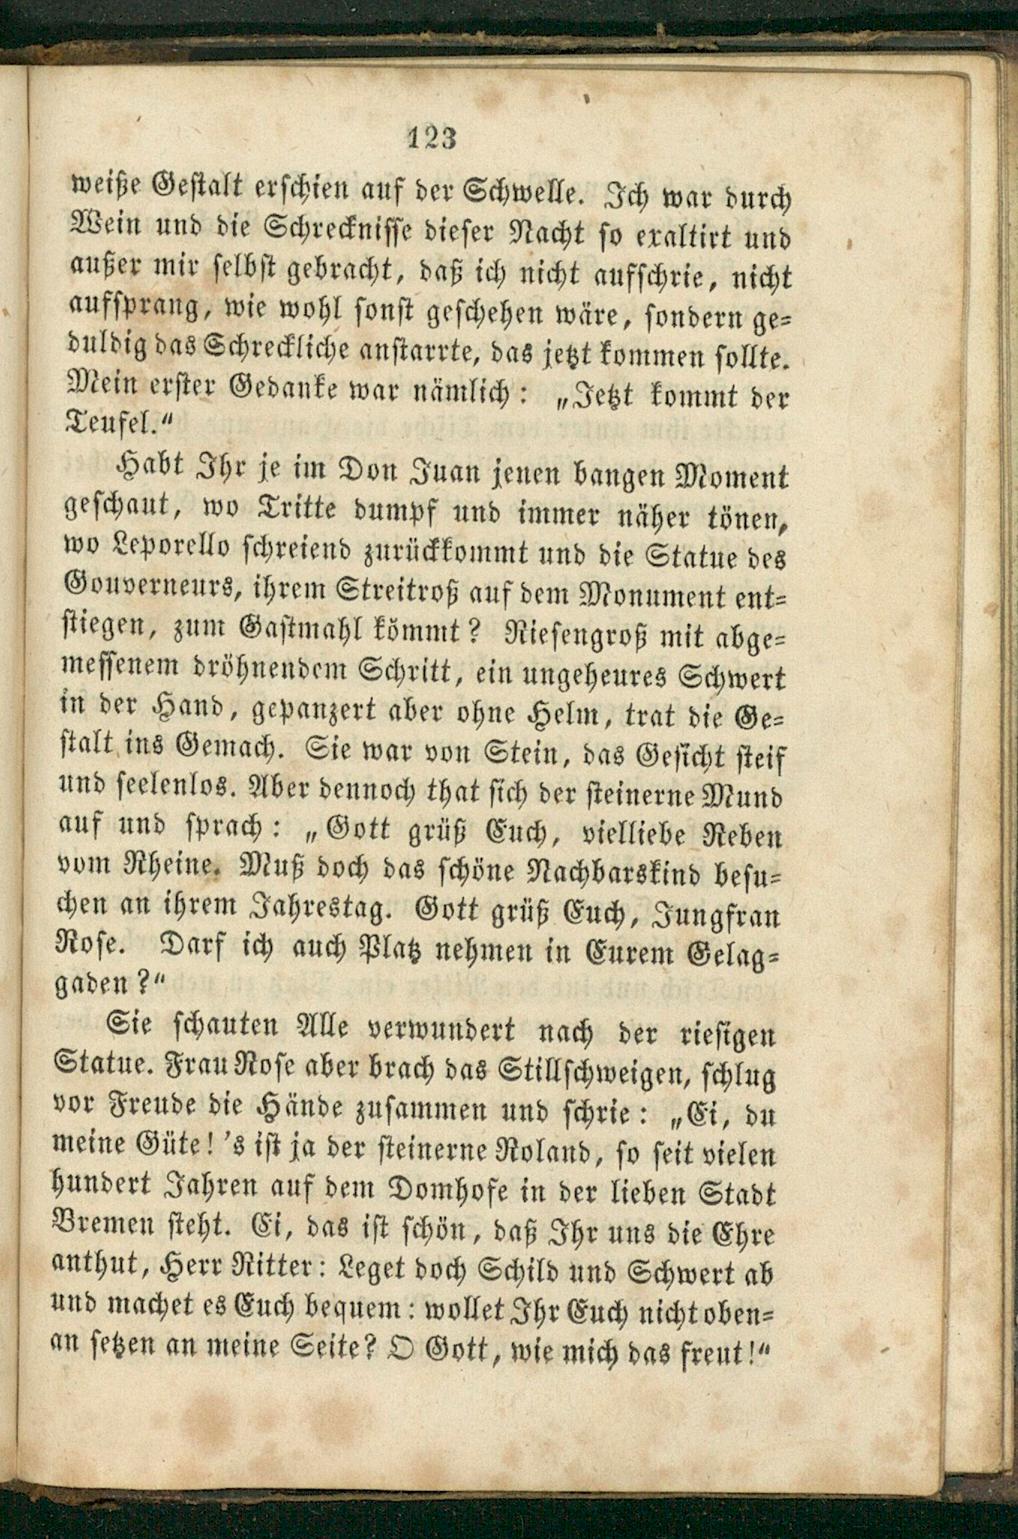 123
weiße Gestalt erschien auf der Schwelle. Ich war durch
Wein und die Schrecknisse dieser Nacht so exaltirt und
außer mir selbst gebracht, daß ich nicht aufschrie, nicht
aufsprang, wie wohl sonst geschehen wäre, sondern ge=
duldig das Schreckliche anstarrte, das jetzt kommen sollte.
Mein erster Gedanke war nämlich: „Jetzt kommt der
Teufel.“
Habt Ihr je im Don Juan jenen bangen Moment
geschaut, wo Tritte dumpf und immer näher tönen,
wo Leporello schreiend zurückkommt und die Statue des
Gouverneurs, ihrem Streitroß auf dem Monument ent=
stiegen, zum Gastmahl kömmt? Riesengroß mit abge=
messenem dröhnendem Schritt, ein ungeheures Schwert
in der Hand, gepanzert aber ohne Helm, trat die Ge=
stalt ins Gemach. Sie war von Stein, das Gesicht steif
und seelenlos. Aber dennoch that sich der steinerne Mund
auf und sprach: „Gott grüß Euch, vielliebe Reben
vom Rheine. Muß doch das schöne Nachbarskind besu=
chen an ihrem Jahrestag. Gott grüß Euch, Jungfrau
Rose. Darf ich auch Platz nehmen in Eurem Gelag=
gaden?“
Sie schauten Alle verwundert nach der riesigen
Statue. Frau Rose aber brach das Stillschweigen, schlug
vor Freude die Hände zusammen und schrie: „Ei, du
meine Güte! ’s ist ja der steinerne Roland, so seit vielen
hundert Jahren auf dem Domhofe in der lieben Stadt
Bremen steht. Ei, das ist schön, daß Ihr uns die Ehre
anthut, Herr Ritter: Leget doch Schild und Schwert ab
und machet es Euch bequem: wollet Ihr Euch nicht oben=
an setzen an meine Seite? O Gott, wie mich das freut!“